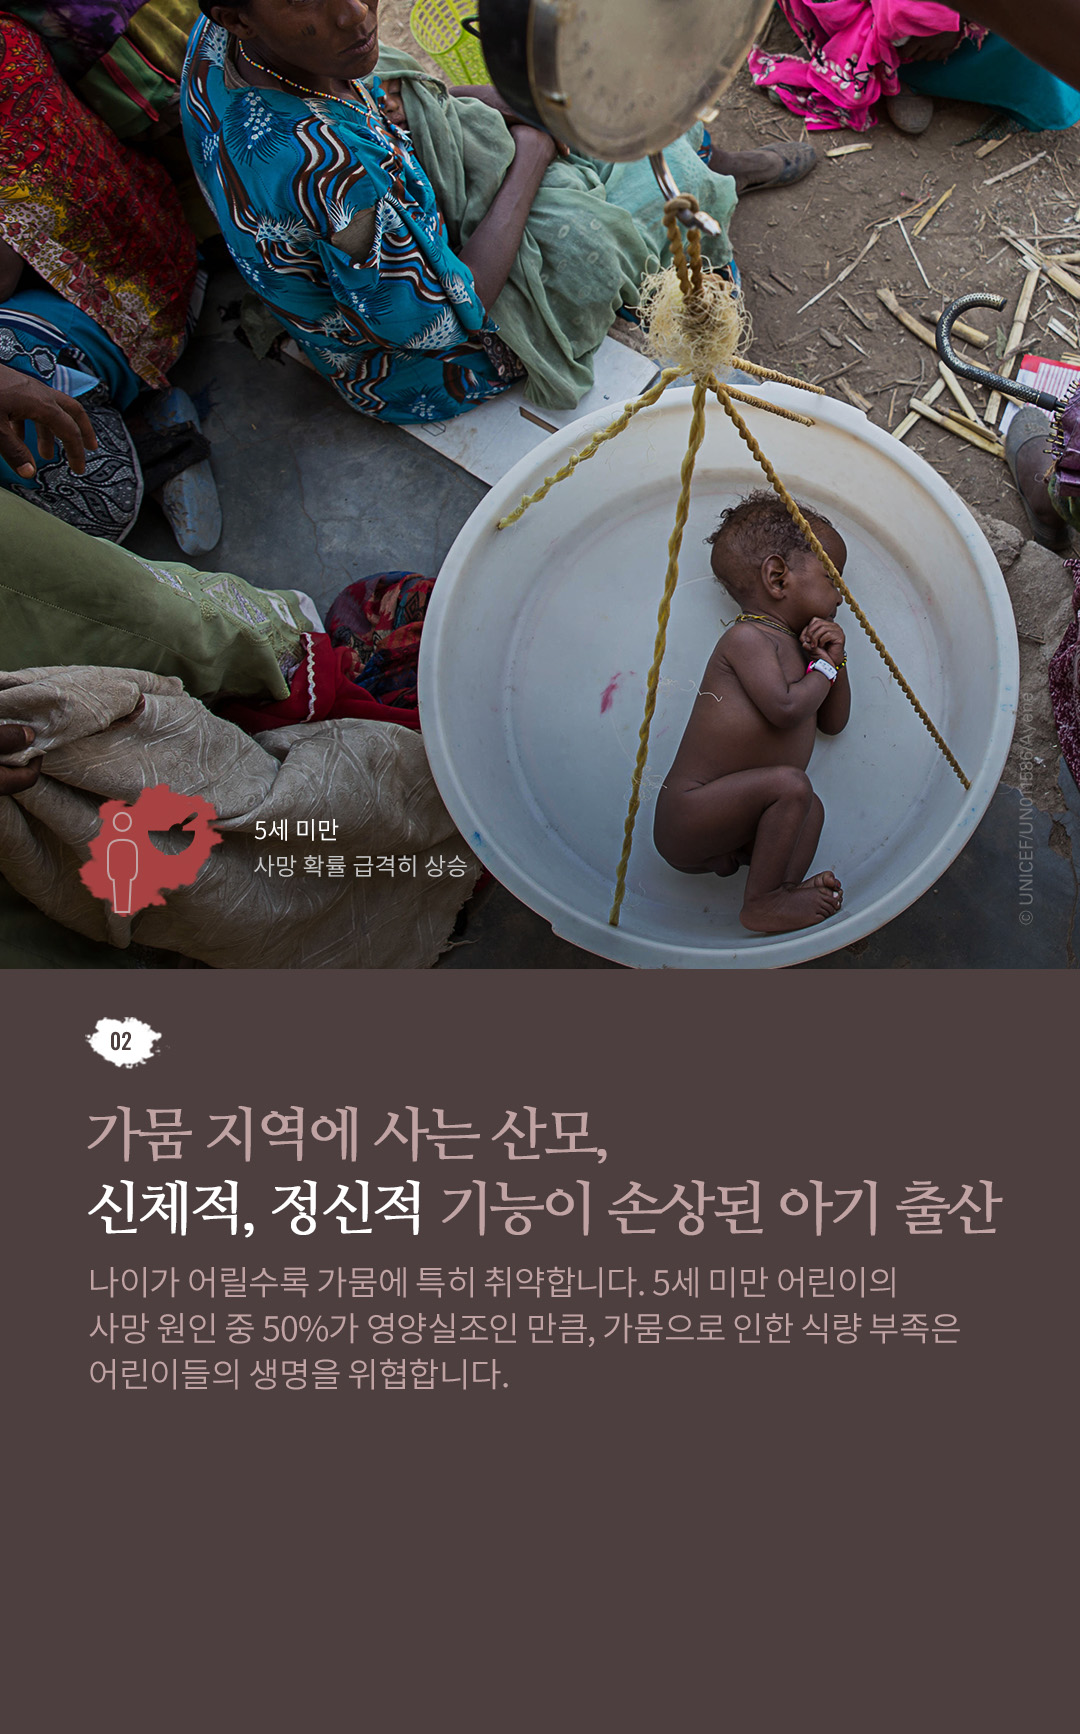 5세 미만
사망 확률 급격히 상승
© UNICEF/UN011586/Ayene
02
가뭄 지역에 사는 산모,
신체적, 정신적 기능이 손상된 아기 출산
나이가 어릴수록 가뭄에 특히 취약합니다. 5세 미만 어린이의
사망 원인 중 50%가 영양실조인 만큼, 가뭄으로 인한 식량 부족은
어린이들의 생명을 위협합니다.